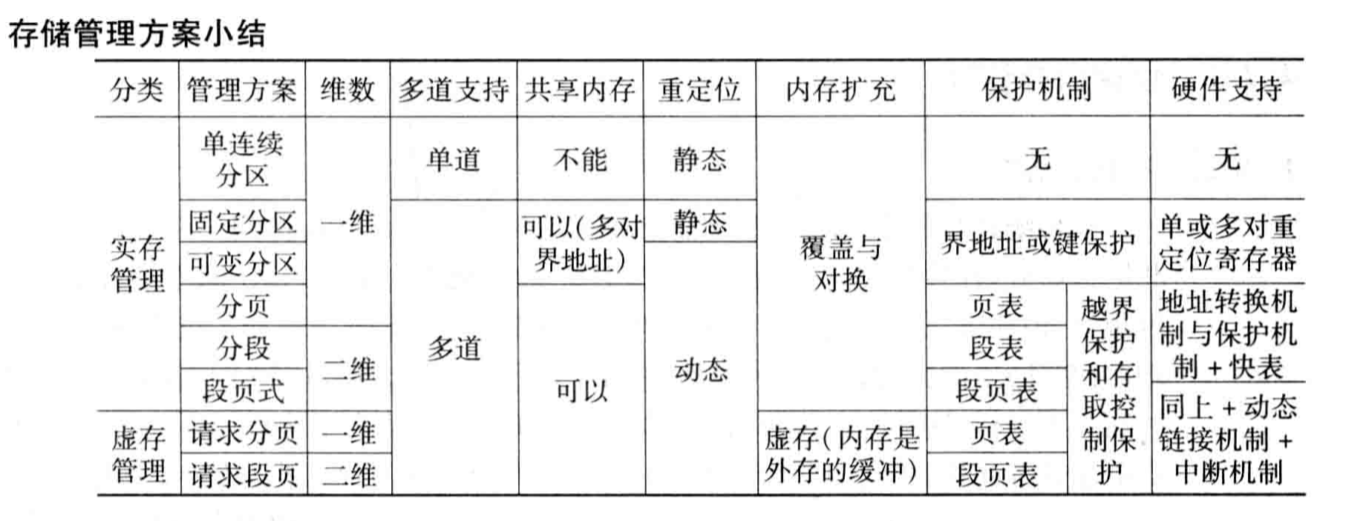 存储管理方案小结
分类 管理方案 维数 多道支持 共享内存 重定位 内存扩充 保护机制 硬件支持
单连续
分区
单道 不能 静态 无 无
实存
管理
固定分区
一维
可以(多对
界地址)
静态
覆盖与
对换
界地址或键保护
单或多对重
定位寄存器
可变分区
分页
多道
可以
动态
页表
越界
保护
和存
取控
制保
护
地址转换机
制与保护机
制+快表
分段
二维
段表
段页式
段页表
虚存
管理
请求分页
一维
虚存(内存是
外存的缓冲)
页表
同上+动态
链接机制+
中断机制
请求段页
二维
段页表